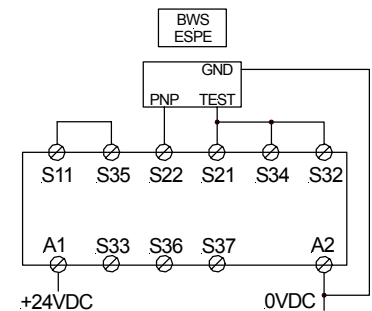 BWS
ESPE
GND
PNP TEST
S11 S35 S22 S21 S34 S32
A1 S33 S36 S37 A2
+24VDC 0VDC